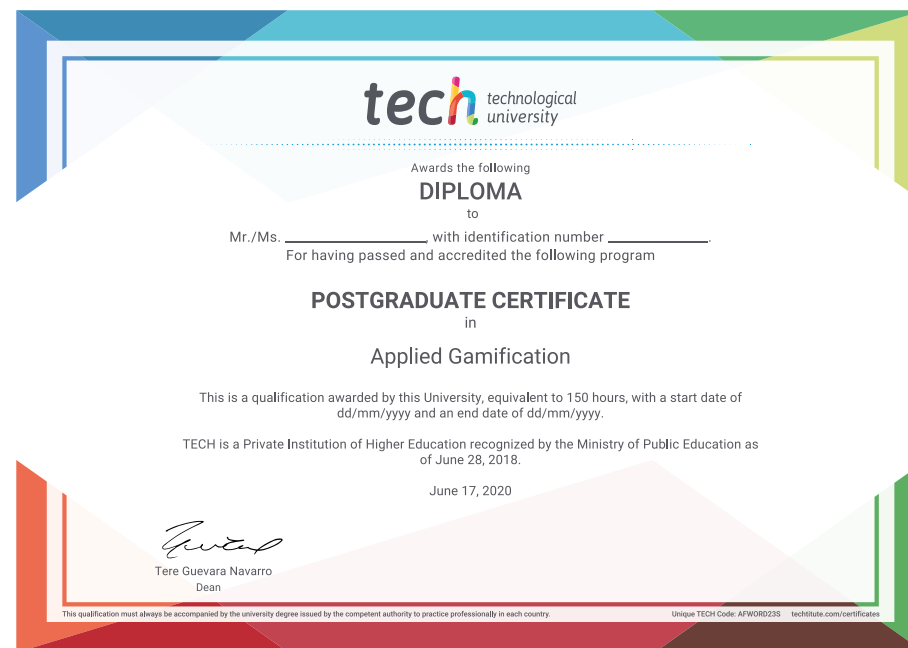 tech technological
university
Awards the following
DIPLOMA
to
Mr./Ms. ____________, with identification number ____________.
For having passed and accredited the following program
POSTGRADUATE CERTIFICATE
in
Applied Gamification
This is a qualification awarded by this University, equivalent to 150 hours, with a start date of
dd/mm/yyyy and an end date of dd/mm/yyyy.
TECH is a Private Institution of Higher Education recognized by the Ministry of Public Education as
of June 28, 2018.
June 17, 2020
Tere Guevara Navarro
Dean
This qualification must always be accompanied by the university degree issued by the competent authority to practice professionally in each country. Unique TECH Code: AFWORD23S techtitute.com/certificates